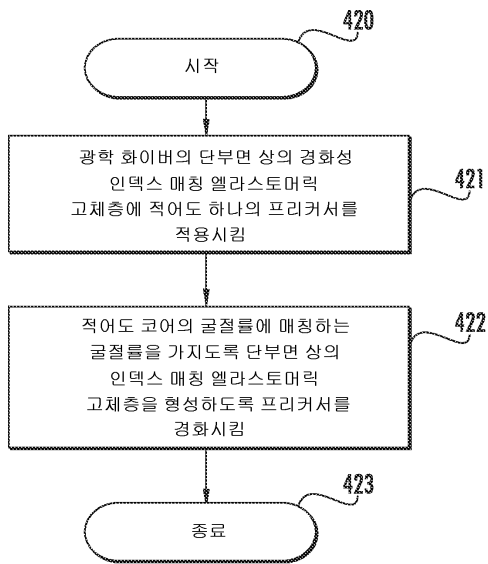 420
시작
광학 화이버의 단부면 상의 경화성
인덱스 매칭 엘라스토머릭
고체층에 적어도 하나의 프리커서를
적용시킴
421
적어도 코어의 굴절률에 매칭하는
굴절률을 가지도록 단부면 상의
인덱스 매칭 엘라스토머릭
고체층을 형성하도록 프리커서를
경화시킴
422
423
종료